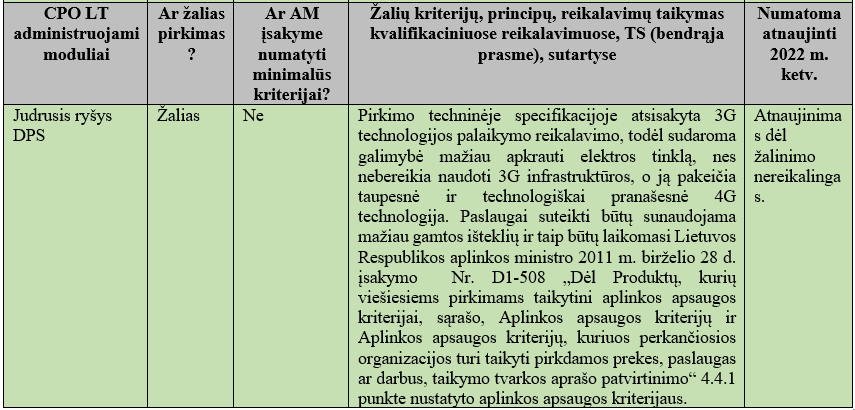 CPO LT
administruojami
moduliai
Ar žalias
pirkimas
?
Ar AM
įsakyme
numatyti
minimalūs
kriterijai?
Žalių kriterijų, principų, reikalavimų taikymas
kvalifikaciniuose reikalavimuose, TS (bendrąja
prasme), sutartyse
Numatoma
atnaujinti
2022 m.
ketv.
Judrusis ryšys
DPS
Žalias
Ne
Pirkimo techninėje specifikacijoje atsisakyta 3G
technologijos palaikymo reikalavimo, todėl sudaroma
galimybė mažiau apkrauti elektros tinklą, nes
nebereikia naudoti 3G infrastruktūros, o ją pakeičia
taupesnė ir technologiškai pranašesnė 4G
technologija. Paslaugai suteikti būtų sunaudojama
mažiau gamtos išteklių ir taip būtų laikomasi Lietuvos
Respublikos aplinkos ministro 2011 m. birželio 28 d.
įsakymo Nr. D1-508 „Dėl Produktų, kurių
viešiesiems pirkimams taikytini aplinkos apsaugos
kriterijai, sąrašo, Aplinkos apsaugos kriterijų ir
Aplinkos apsaugos kriterijų, kuriuos perkančiosios
organizacijos turi taikyti pirkdamos prekes, paslaugas
ar darbus, taikymo tvarkos aprašo patvirtinimo“ 4.4.1
punkte nustatyto aplinkos apsaugos kriterijaus.
Atnaujinima
s dėl
žalinimo
nereikalinga
s.